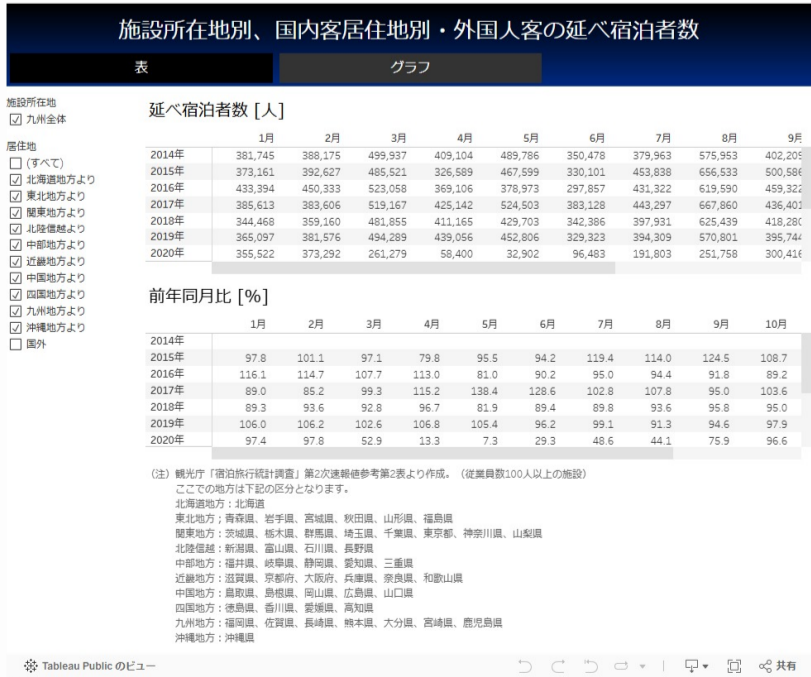 施設所在地別、国内客居住地別・外国人客の延べ宿泊者数
表 グラフ
施設所在地
九州全体
居住地
(すべて)
北海道地方より
東北地方より
関東地方より
北陸信越より
中部地方より
近畿地方より
中国地方より
四国地方より
九州地方より
沖縄地方より
国外
延べ宿泊者数 [人]
1月 2月 3月 4月 5月 6月 7月 8月 9月
2014年 381,745 388,175 499,937 409,104 489,786 350,478 379,963 575,953 402,205
2015年 373,161 392,627 485,521 326,589 467,599 330,101 453,838 656,533 500,586
2016年 433,394 450,333 523,058 369,106 378,973 297,857 431,322 619,590 459,322
2017年 385,613 383,606 519,167 425,142 524,503 383,128 443,297 667,860 436,401
2018年 344,468 359,160 481,855 411,165 429,703 342,386 397,931 625,439 418,280
2019年 365,097 381,576 494,289 439,056 452,806 329,323 394,309 570,801 395,744
2020年 355,522 373,292 261,279 58,400 32,902 96,483 191,803 251,758 300,416
前年同月比 [%]
1月 2月 3月 4月 5月 6月 7月 8月 9月 10月
2014年
2015年 97.8 101.1 97.1 79.8 95.5 94.2 119.4 114.0 124.5 108.7
2016年 116.1 114.7 107.7 113.0 81.0 90.2 95.0 94.4 91.8 89.2
2017年 89.0 85.2 99.3 115.2 138.4 128.6 102.8 107.8 95.0 103.6
2018年 89.3 93.6 92.8 96.7 81.9 89.4 89.8 93.6 95.8 95.0
2019年 106.0 106.2 102.6 106.8 105.4 96.2 99.1 91.3 94.6 97.9
2020年 97.4 97.8 52.9 13.3 7.3 29.3 48.6 44.1 75.9 96.6
(注) 観光庁「宿泊旅行統計調査」第2次速報値参考第2表より作成。(従業員数100人以上の施設)
ここでの地方は下記の区分となります。
北海道地方:北海道
東北地方;青森県、岩手県、宮城県、秋田県、山形県、福島県
関東地方:茨城県、栃木県、群馬県、埼玉県、千葉県、東京都、神奈川県、山梨県
北陸信越:新潟県、富山県、石川県、長野県
中部地方:福井県、岐阜県、静岡県、愛知県、三重県
近畿地方:滋賀県、京都府、大阪府、兵庫県、奈良県、和歌山県
中国地方:鳥取県、島根県、岡山県、広島県、山口県
四国地方:徳島県、香川県、愛媛県、高知県
九州地方:福岡県、佐賀県、長崎県、熊本県、大分県、宮崎県、鹿児島県
沖縄地方:沖縄県
Tableau Public のビュー 共有